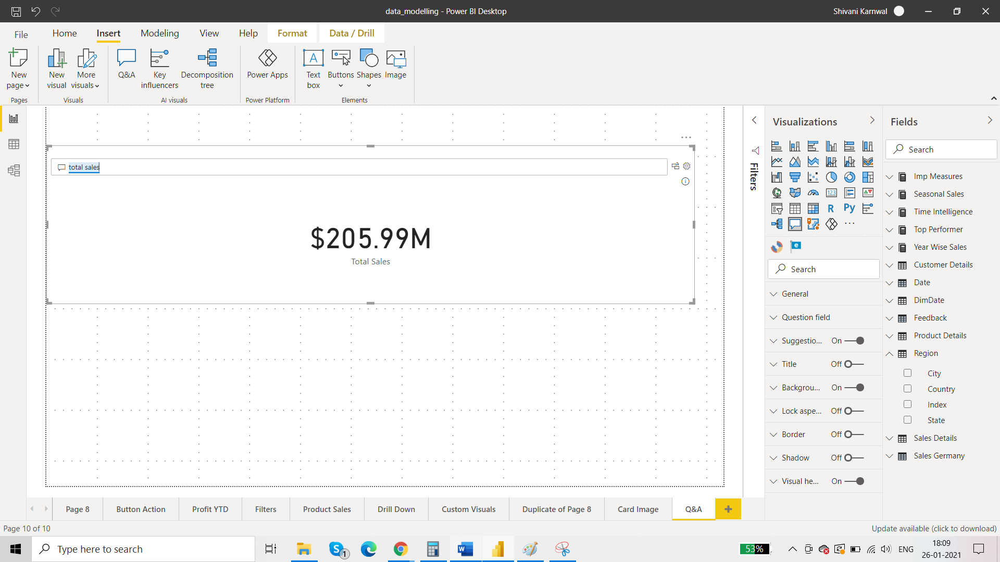 data_modelling - Power BI Desktop
Shivani Karnwal
File
Home
Insert
Modeling
View
Help
Format
Data / Drill
New page
New visual
More visuals
Q&A
Key influencers
Decomposition tree
Power Apps
A
Text box
Buttons
Shapes
Image
Pages
Visuals
AI visuals
Power Platform
Elements
total sales
$205.99M
Total Sales
Filters
Visualizations
123
R
Py
e
Search
General
Question field
Suggestio... On
Title Off
Backgrou... On
Lock aspe... Off
Border Off
Shadow Off
Visual he... On
Fields
Search
Imp Measures
Seasonal Sales
Time Intelligence
Top Performer
Year Wise Sales
Customer Details
Date
DimDate
Feedback
Product Details
Region
City
Country
Index
State
Sales Details
Sales Germany
Page 8
Button Action
Profit YTD
Filters
Product Sales
Drill Down
Custom Visuals
Duplicate of Page 8
Card Image
Q&A
+
Page 10 of 10
Update available (click to download)
Type here to search
S
1
W
53%
ENG
18:09
26-01-2021